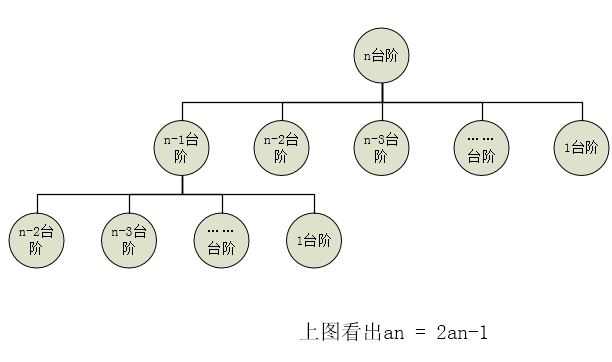 n台阶
n-1台
阶
n-2台
阶
n-3台
阶
……
台阶
1台阶
n-2台
阶
n-3台
阶
……
台阶
1台阶
上图看出an = 2an-1